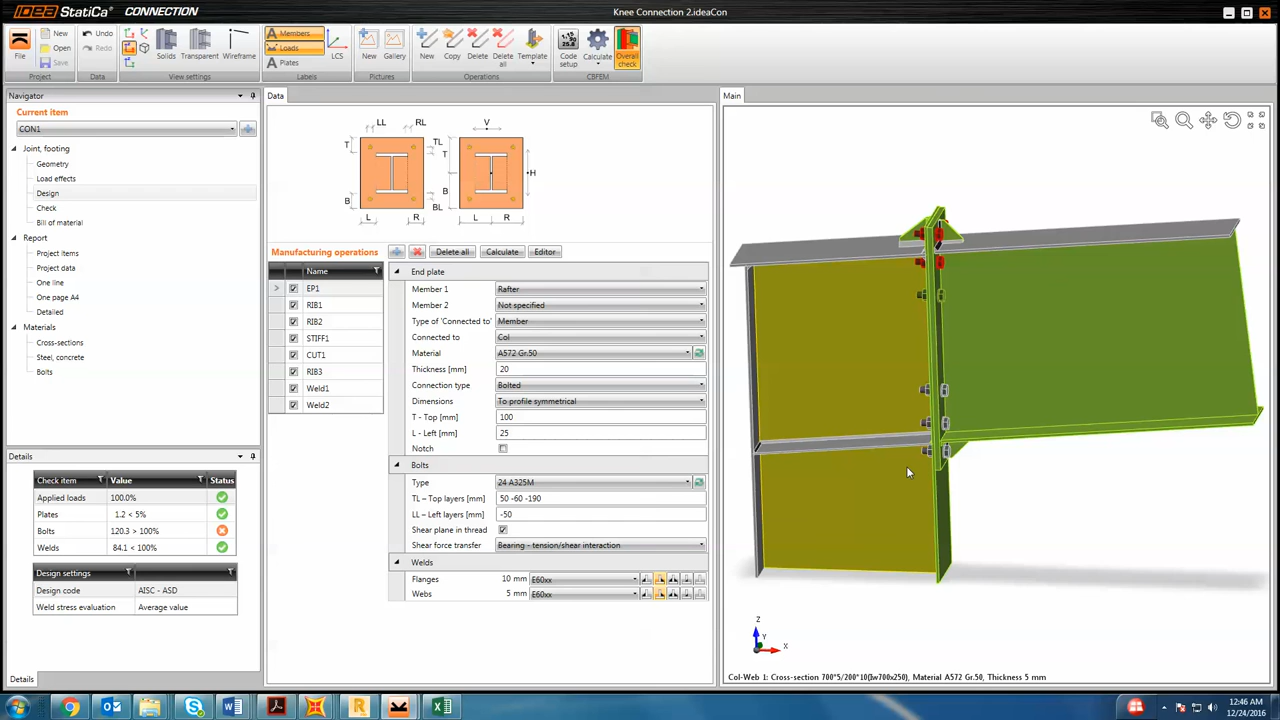 IDEA StatiCa® CONNECTION
Knee Connection 2.ideaCon
File
New
Open
Save
Project
Undo
Redo
Data
Solids
Transparent
Wireframe
View settings
Members
Loads
Plates
LCS
Labels
New
Gallery
Pictures
New
Copy
Delete
Delete all
Template
Operations
Code setup
Calculate
Overall check
CBFEM
Navigator
Current item
CON1
Joint, footing
Geometry
Load effects
Design
Check
Bill of material
Report
Project items
Project data
One line
One page A4
Detailed
Materials
Cross-sections
Steel, concrete
Bolts
Details
Check item Value Status
Applied loads 100.0%
Plates 1.2 < 5%
Bolts 120.3 > 100%
Welds 84.1 < 100%
Design settings
Design code AISC - ASD
Weld stress evaluation Average value
Details
Data
LL RL V
T TL T H
B BL B
L R L R
Manufacturing operations
Delete all Calculate Editor
Name
EP1
RIB1
RIB2
STIFF1
CUT1
RIB3
Weld1
Weld2
End plate
Member 1 Rafter
Member 2 Not specified
Type of 'Connected to' Member
Connected to Col
Material A572 Gr.50
Thickness [mm] 20
Connection type Bolted
Dimensions To profile symmetrical
T - Top [mm] 100
L - Left [mm] 25
Notch
Bolts
Type 24 A325M
TL – Top layers [mm] 50 -60 -190
LL – Left layers [mm] -50
Shear plane in thread
Shear force transfer Bearing - tension/shear interaction
Welds
Flanges 10 mm E60xx
Webs 5 mm E60xx
Main
Z
Y
X
Col-Web 1: Cross-section 700*5/200*10(Iw700x250), Material A572 Gr.50, Thickness 5 mm
12:46 AM
12/24/2016